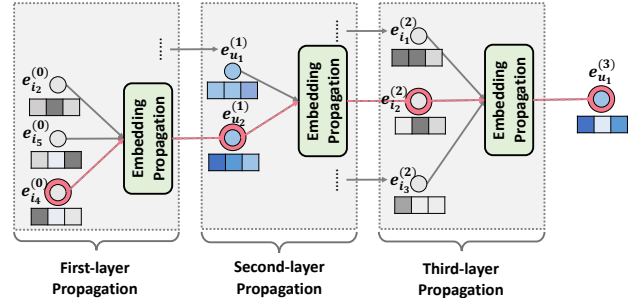 e_{i_2}^{(0)}
e_{i_5}^{(0)}
e_{i_4}^{(0)}
Embedding
Propagation
e_{u_1}^{(1)}
e_{u_2}^{(1)}
Embedding
Propagation
e_{i_1}^{(2)}
e_{i_2}^{(2)}
e_{i_3}^{(2)}
Embedding
Propagation
e_{u_1}^{(3)}
First-layer
Propagation
Second-layer
Propagation
Third-layer
Propagation